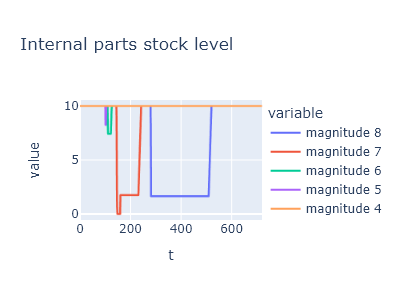 Internal parts stock level
variable
magnitude 8
magnitude 7
magnitude 6
magnitude 5
magnitude 4
value
10
5
0
0 200 400 600
t